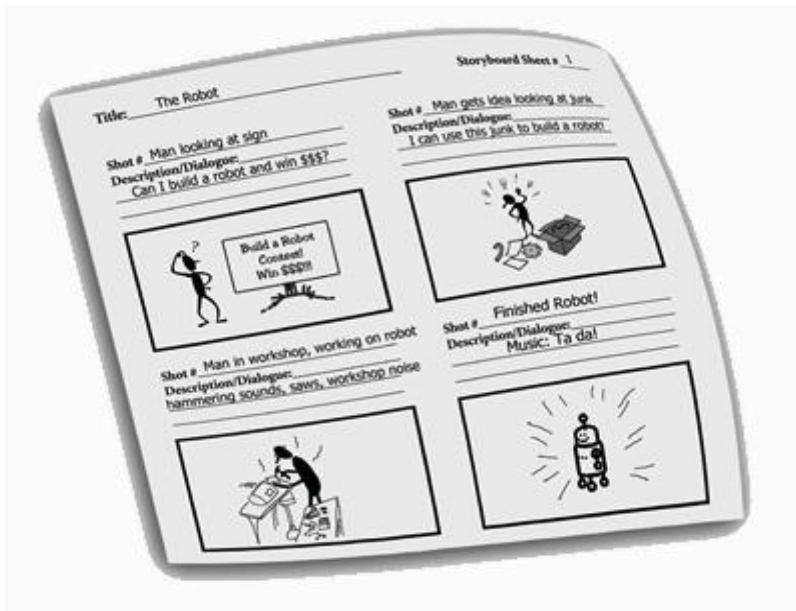 Storyboard Sheet # 1
Title: The Robot
Shot # Man looking at sign
Description/Dialogue:
Can I build a robot and win $$$?
?
Build a Robot
Contest!
Win $$$!!!
Shot # Man gets idea looking at junk
Description/Dialogue:
I can use this junk to build a robot!
! ! ! !
Shot # Man in workshop, working on robot
Description/Dialogue:
hammering sounds, saws, workshop noise
Shot # Finished Robot!
Description/Dialogue:
Music: Ta da!